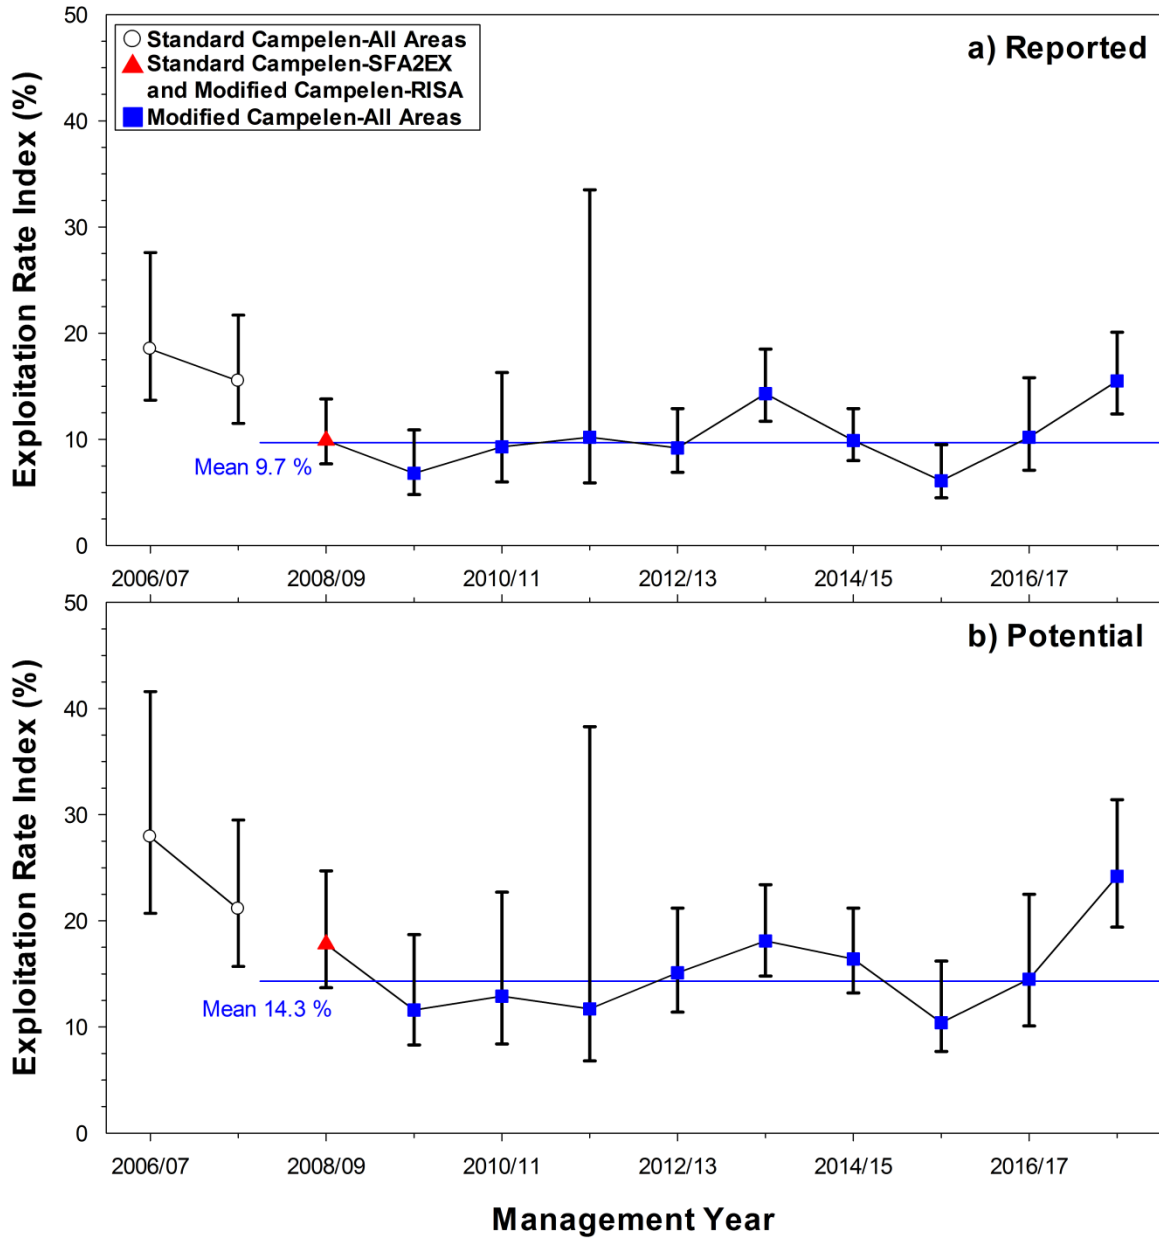 50
40
30
20
10
0
Exploitation Rate Index (%)
Standard Campelen-All Areas
Standard Campelen-SFA2EX
and Modified Campelen-RISA
Modified Campelen-All Areas
a) Reported
Mean 9.7 %
2006/07 2008/09 2010/11 2012/13 2014/15 2016/17
50
40
30
20
10
0
Exploitation Rate Index (%)
b) Potential
Mean 14.3 %
2006/07 2008/09 2010/11 2012/13 2014/15 2016/17
Management Year